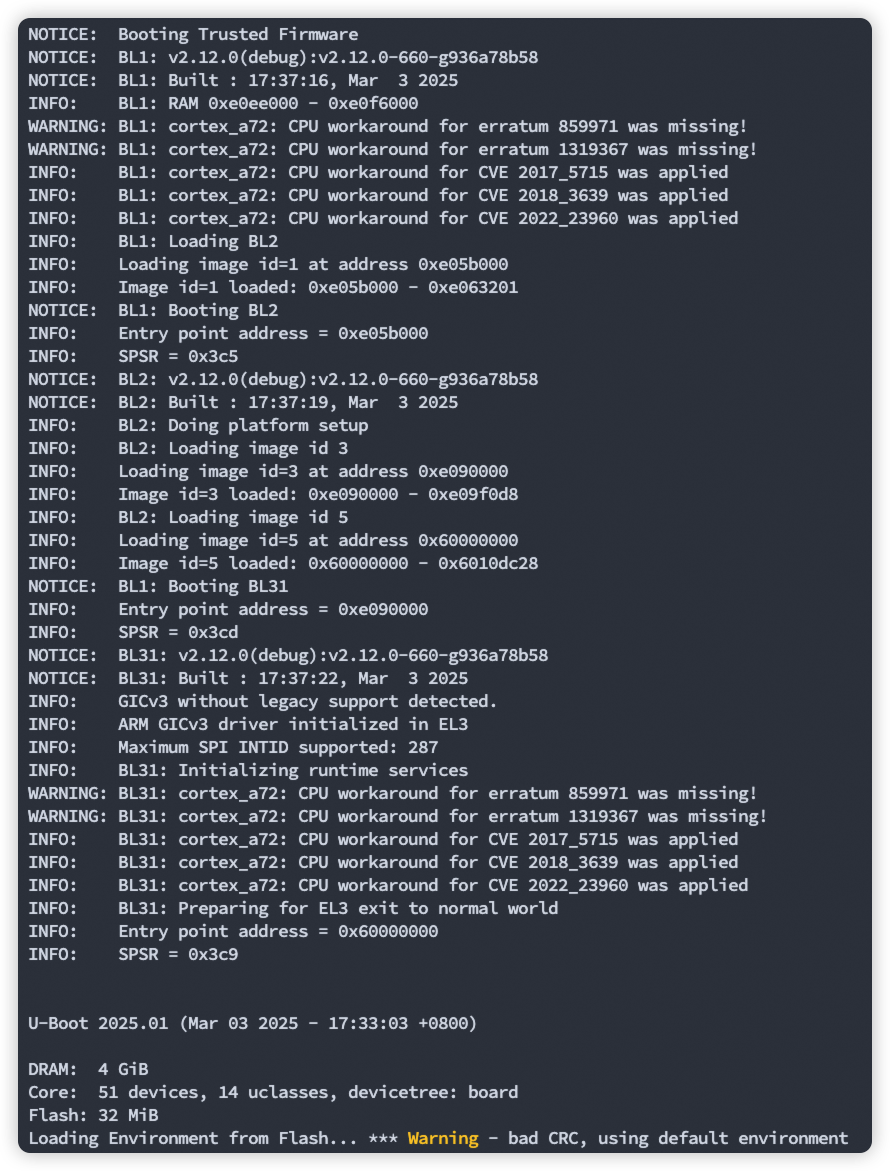 NOTICE:  Booting Trusted Firmware
NOTICE:  BL1: v2.12.0(debug):v2.12.0-660-g936a78b58
NOTICE:  BL1: Built : 17:37:16, Mar  3 2025
INFO:    BL1: RAM 0xe0ee000 - 0xe0f6000
WARNING: BL1: cortex_a72: CPU workaround for erratum 859971 was missing!
WARNING: BL1: cortex_a72: CPU workaround for erratum 1319367 was missing!
INFO:    BL1: cortex_a72: CPU workaround for CVE 2017_5715 was applied
INFO:    BL1: cortex_a72: CPU workaround for CVE 2018_3639 was applied
INFO:    BL1: cortex_a72: CPU workaround for CVE 2022_23960 was applied
INFO:    BL1: Loading BL2
INFO:    Loading image id=1 at address 0xe05b000
INFO:    Image id=1 loaded: 0xe05b000 - 0xe063201
NOTICE:  BL1: Booting BL2
INFO:    Entry point address = 0xe05b000
INFO:    SPSR = 0x3c5
NOTICE:  BL2: v2.12.0(debug):v2.12.0-660-g936a78b58
NOTICE:  BL2: Built : 17:37:19, Mar  3 2025
INFO:    BL2: Doing platform setup
INFO:    BL2: Loading image id 3
INFO:    Loading image id=3 at address 0xe090000
INFO:    Image id=3 loaded: 0xe090000 - 0xe09f0d8
INFO:    BL2: Loading image id 5
INFO:    Loading image id=5 at address 0x60000000
INFO:    Image id=5 loaded: 0x60000000 - 0x6010dc28
NOTICE:  BL1: Booting BL31
INFO:    Entry point address = 0xe090000
INFO:    SPSR = 0x3cd
NOTICE:  BL31: v2.12.0(debug):v2.12.0-660-g936a78b58
NOTICE:  BL31: Built : 17:37:22, Mar  3 2025
INFO:    GICv3 without legacy support detected.
INFO:    ARM GICv3 driver initialized in EL3
INFO:    Maximum SPI INTID supported: 287
INFO:    BL31: Initializing runtime services
WARNING: BL31: cortex_a72: CPU workaround for erratum 859971 was missing!
WARNING: BL31: cortex_a72: CPU workaround for erratum 1319367 was missing!
INFO:    BL31: cortex_a72: CPU workaround for CVE 2017_5715 was applied
INFO:    BL31: cortex_a72: CPU workaround for CVE 2018_3639 was applied
INFO:    BL31: cortex_a72: CPU workaround for CVE 2022_23960 was applied
INFO:    BL31: Preparing for EL3 exit to normal world
INFO:    Entry point address = 0x60000000
INFO:    SPSR = 0x3c9
U-Boot 2025.01 (Mar 03 2025 - 17:33:03 +0800)
DRAM:  4 GiB
Core:  51 devices, 14 uclasses, devicetree: board
Flash: 32 MiB
Loading Environment from Flash... *** Warning - bad CRC, using default environment